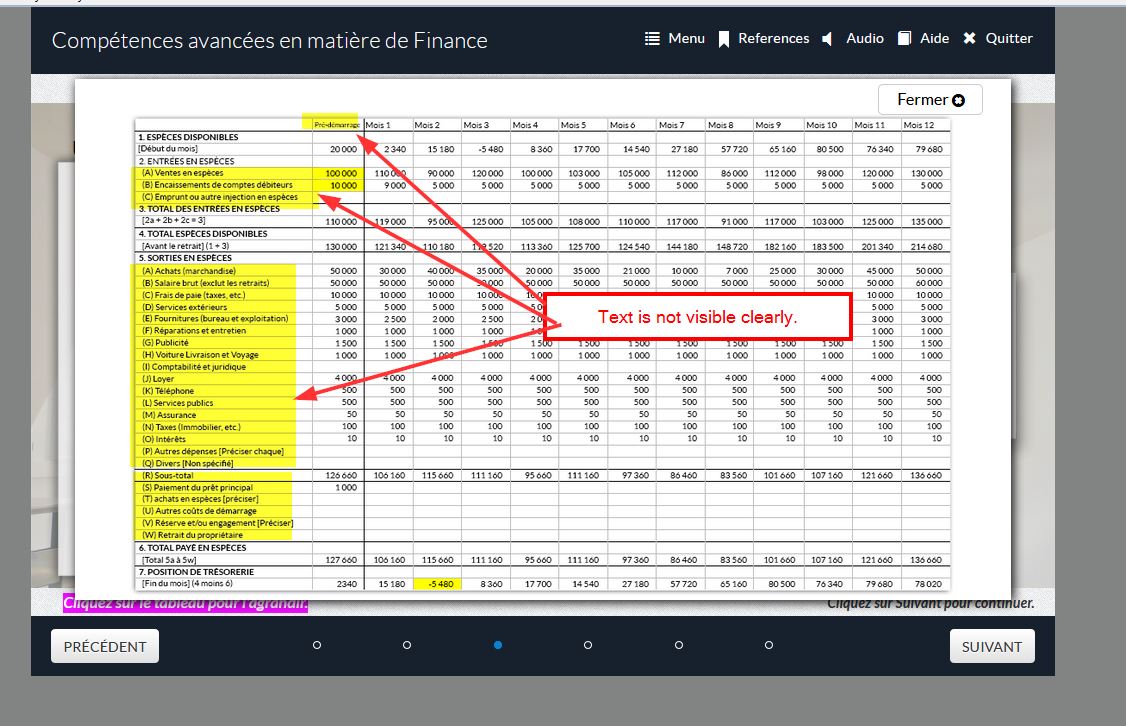 Compétences avancées en matière de Finance
Menu References Audio Aide Quitter
Fermer
Pré-démarrage Mois 1 Mois 2 Mois 3 Mois 4 Mois 5 Mois 6 Mois 7 Mois 8 Mois 9 Mois 10 Mois 11 Mois 12
1. ESPÈCES DISPONIBLES
[Début du mois] 20 000 2 340 15 180 -5 480 8 360 17 700 14 540 27 180 57 720 65 160 80 500 76 340 79 680
2. ENTRÉES EN ESPÈCES
(A) Ventes en espèces 100 000 110 000 90 000 120 000 100 000 103 000 105 000 112 000 86 000 112 000 98 000 120 000 130 000
(B) Encaissements de comptes débiteurs 10 000 9 000 5 000 5 000 5 000 5 000 5 000 5 000 5 000 5 000 5 000 5 000 5 000
(C) Emprunt ou autre injection en espèces
3. TOTAL DES ENTRÉES EN ESPÈCES
[2a + 2b + 2c = 3] 110 000 119 000 95 000 125 000 105 000 108 000 110 000 117 000 91 000 117 000 103 000 125 000 135 000
4. TOTAL ESPÈCES DISPONIBLES
[Avant le retrait] (1 + 3) 130 000 121 340 110 180 119 520 113 360 125 700 124 540 144 180 148 720 182 160 183 500 201 340 214 680
5. SORTIES EN ESPÈCES
(A) Achats (marchandise) 50 000 30 000 40 000 35 000 20 000 35 000 21 000 10 000 7 000 25 000 30 000 45 000 50 000
(B) Salaire brut (exclut les retraits) 50 000 50 000 50 000 50 000 50 000 50 000 50 000 50 000 50 000 50 000 50 000 50 000 60 000
(C) Frais de paie (taxes, etc.) 10 000 10 000 10 000 10 000 10 000 10 000
(D) Services extérieurs 5 000 5 000 5 000 5 000 5 000 5 000
(E) Fournitures (bureau et exploitation) 3 000 2 500 2 000 2 500 3 000 3 000
(F) Réparations et entretien 1 000 1 000 1 000 1 000 1 000 1 000
(G) Publicité 1 500 1 500 1 500 1 500 1 500 1 500 1 500 1 500 1 500 1 500 1 500 1 500 1 500
(H) Voiture Livraison et Voyage 1 000 1 000 1 000 1 000 1 000 1 000 1 000 1 000 1 000 1 000 1 000 1 000 1 000
(I) Comptabilité et juridique
(J) Loyer 4 000 4 000 4 000 4 000 4 000 4 000 4 000 4 000 4 000 4 000 4 000 4 000 4 000
(K) Téléphone 500 500 500 500 500 500 500 500 500 500 500 500 500
(L) Services publics 500 500 500 500 500 500 500 500 500 500 500 500 500
(M) Assurance 50 50 50 50 50 50 50 50 50 50 50 50 50
(N) Taxes (Immobilier, etc.) 100 100 100 100 100 100 100 100 100 100 100 100 100
(O) Intérêts 10 10 10 10 10 10 10 10 10 10 10 10 10
(P) Autres dépenses [Préciser chaque]
(Q) Divers [Non spécifié]
(R) Sous-total 126 660 106 160 115 660 111 160 95 660 111 160 97 360 86 460 83 560 101 660 107 160 121 660 136 660
(S) Paiement du prêt principal 1 000
(T) achats en espèces [préciser]
(U) Autres coûts de démarrage
(V) Réserve et/ou engagement [Préciser]
(W) Retrait du propriétaire
6. TOTAL PAYÉ EN ESPÈCES
[Total 5a à 5w] 127 660 106 160 115 660 111 160 95 660 111 160 97 360 86 460 83 560 101 660 107 160 121 660 136 660
7. POSITION DE TRÉSORERIE
[Fin du mois] (4 moins 6) 2340 15 180 -5 480 8 360 17 700 14 540 27 180 57 720 65 160 80 500 76 340 79 680 78 020
Text is not visible clearly.
Cliquez sur le tableau pour l'agrandir.
Cliquez sur Suivant pour continuer.
PRÉCÉDENT SUIVANT